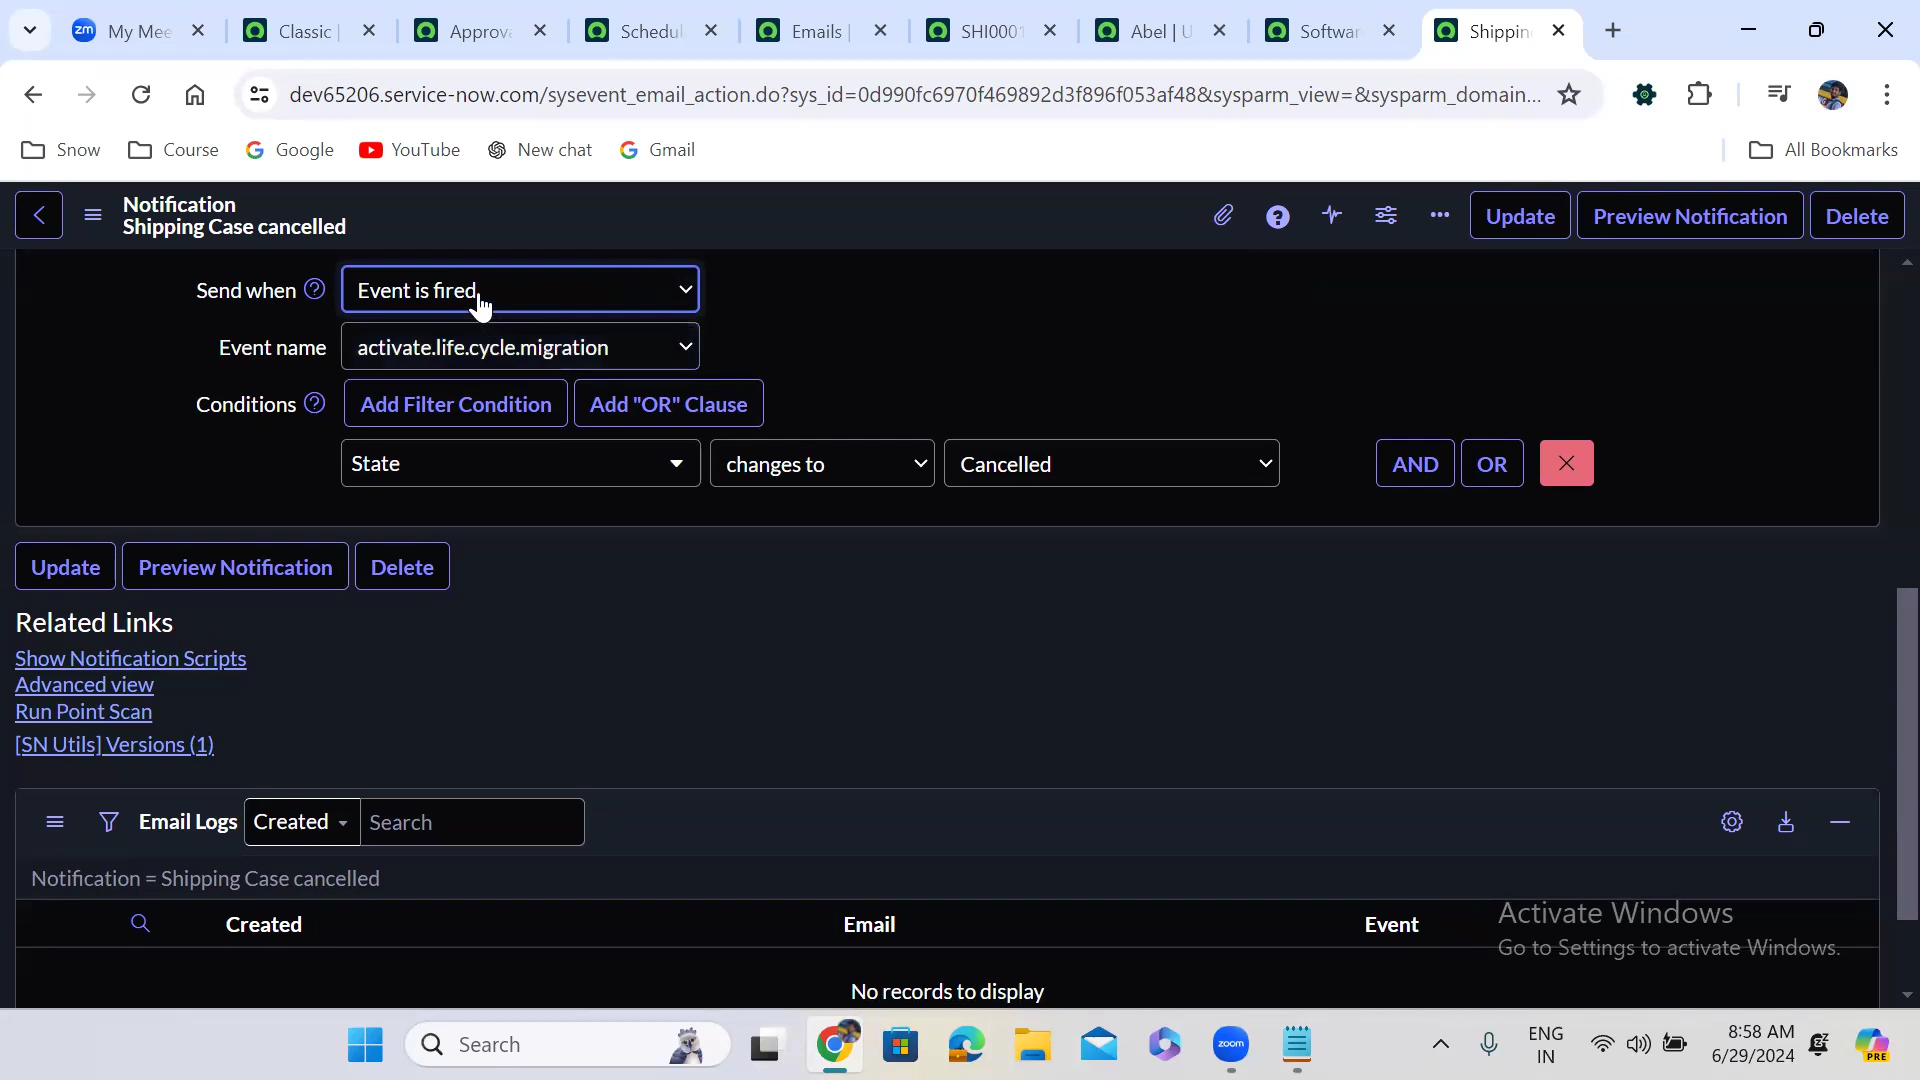 zm My Mee
Classic |
Approva
Schedul
Emails |
SHI0001
Abel | U
Softwar
Shippin
dev65206.service-now.com/sysevent_email_action.do?sys_id=0d990fc6970f469892d3f896f053af48&sysparm_view=&sysparm_domain...
Snow
Course
Google
YouTube
New chat
Gmail
All Bookmarks
Notification
Shipping Case cancelled
Update
Preview Notification
Delete
Send when
Event is fired
Event name
activate.life.cycle.migration
Conditions
Add Filter Condition
Add "OR" Clause
State
changes to
Cancelled
AND
OR
Update
Preview Notification
Delete
Related Links
Show Notification Scripts
Advanced view
Run Point Scan
[SN Utils] Versions (1)
Email Logs
Created
Search
Notification = Shipping Case cancelled
Created
Email
Event
No records to display
Activate Windows
Go to Settings to activate Windows.
Search
zoom
ENG
IN
8:58 AM
6/29/2024
PRE